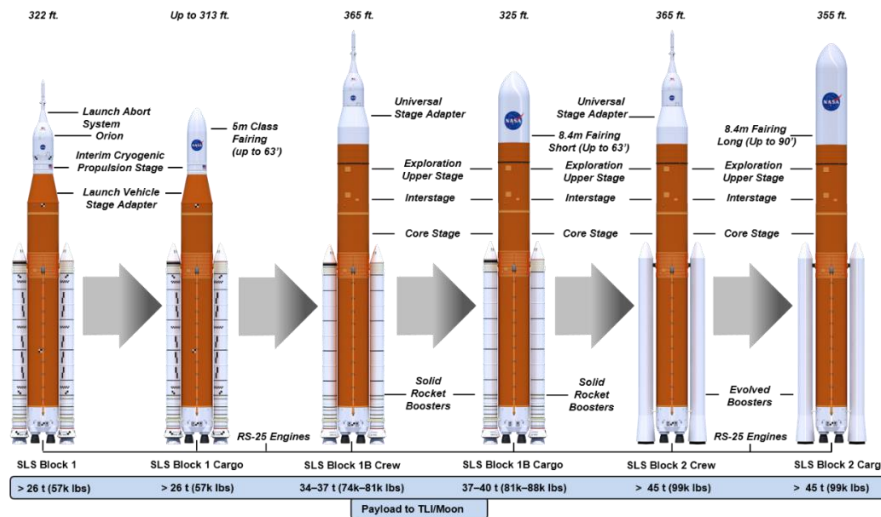 322 ft.
Up to 313 ft.
365 ft.
325 ft.
365 ft.
355 ft.
Launch Abort
System
Orion
Interim Cryogenic
Propulsion Stage
Launch Vehicle
Stage Adapter
5m Class
Fairing
(up to 63')
Universal
Stage Adapter
Exploration
Upper Stage
Interstage
Core Stage
Solid
Rocket
Boosters
NASA
8.4m Fairing
Short (Up to 63')
Exploration
Upper Stage
Interstage
Core Stage
Solid
Rocket
Boosters
Universal
Stage Adapter
NASA
8.4m Fairing
Long (Up to 90')
Exploration
Upper Stage
Interstage
Core Stage
Evolved
Boosters
RS-25 Engines
RS-25 Engines
SLS Block 1
SLS Block 1 Cargo
SLS Block 1B Crew
SLS Block 1B Cargo
SLS Block 2 Crew
SLS Block 2 Carg
> 26 t (57k lbs)
> 26 t (57k lbs)
34–37 t (74k–81k lbs)
37–40 t (81k–88k lbs)
> 45 t (99k lbs)
> 45 t (99k lbs)
Payload to TLI/Moon